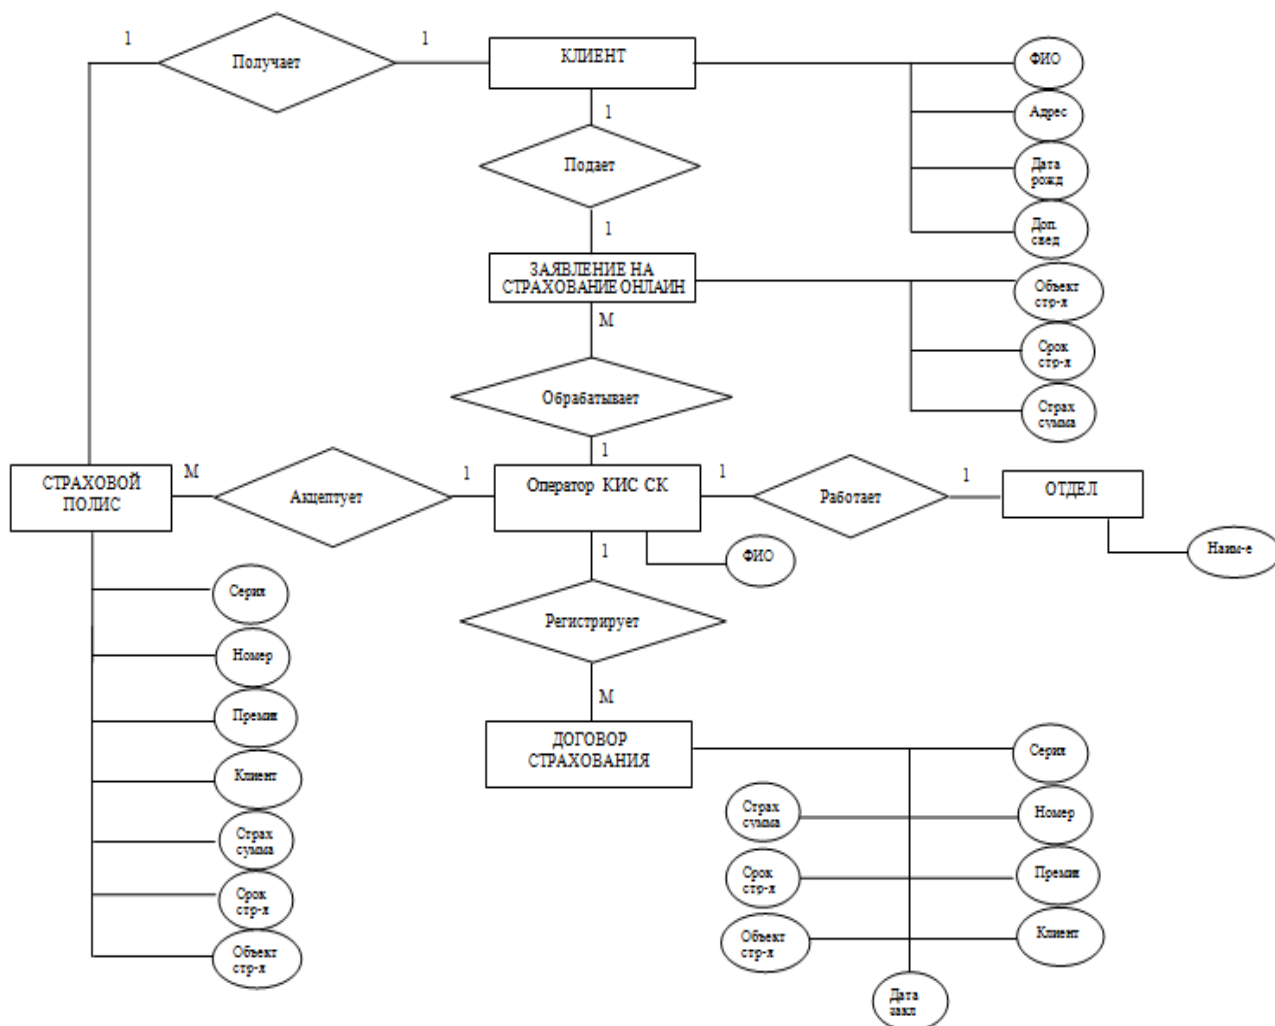 1
Получает
1
КЛИЕНТ
ФИО
1
Адрес
Подает
Дата
рожд
1
Доп.
свед
ЗАЯВЛЕНИЕ НА
СТРАХОВАНИЕ ОНЛАИН
Объект
стр-я
М
Срок
стр-я
Обрабатывает
Страх
сумма
1
СТРАХОВОЙ
ПОЛИС
М
Акцептует
1
Оператор КИС СК
1
Работает
1
ОТДЕЛ
1
ФИО
Наим-е
Серия
Регистрирует
Номер
М
Премия
ДОГОВОР
СТРАХОВАНИЯ
Серия
Клиент
Страх
сумма
Номер
Страх
сумма
Срок
стр-я
Премия
Срок
стр-я
Объект
стр-я
Клиент
Объект
стр-я
Дата
закл